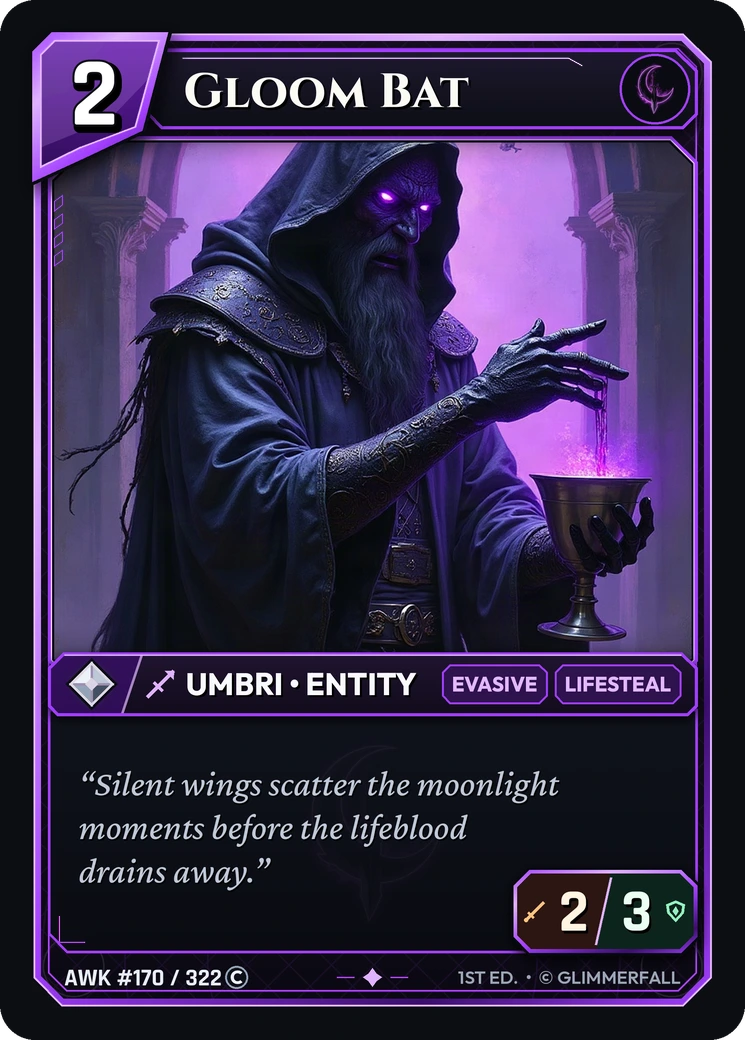 2
GLOOM BAT
UMBRI • ENTITY
EVASIVE
LIFESTEAL
“Silent wings scatter the moonlight
moments before the lifeblood
drains away.”
2 / 3
AWK #170 / 322 Ⓒ
1ST ED. • © GLIMMERFALL